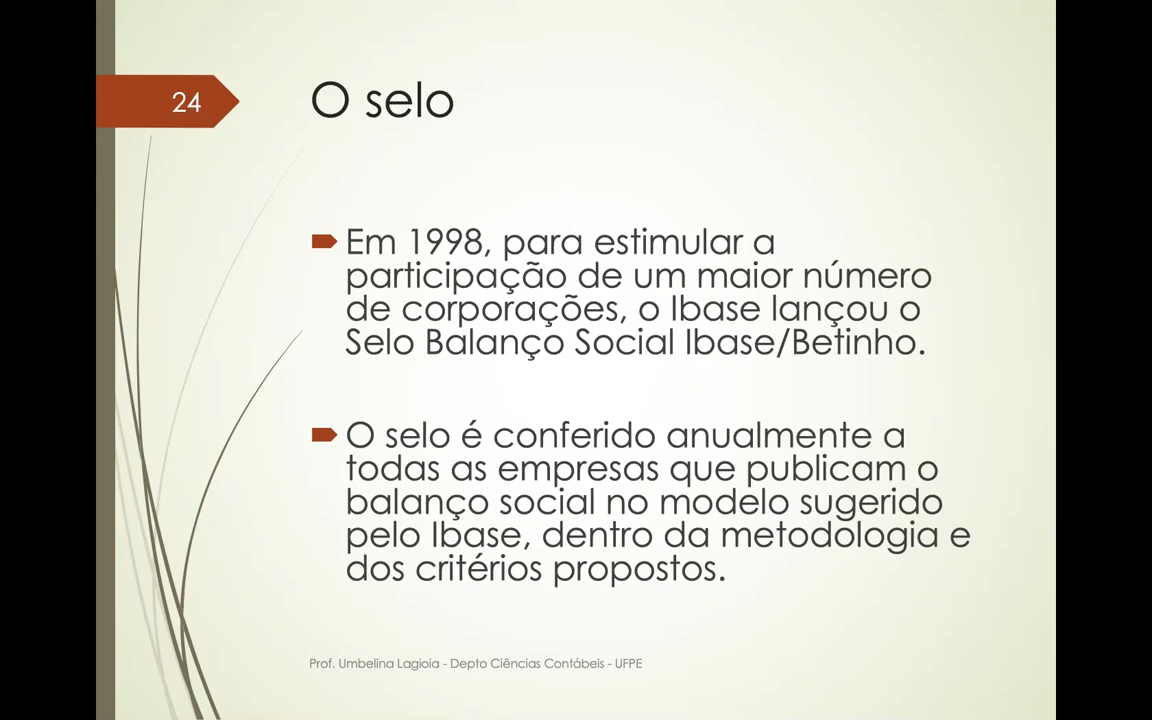 24
O selo
Em 1998, para estimular a
participação de um maior número
de corporações, o Ibase lançou o
Selo Balanço Social Ibase/Betinho.
O selo é conferido anualmente a
todas as empresas que publicam o
balanço social no modelo sugerido
pelo Ibase, dentro da metodologia e
dos critérios propostos.
Prof. Umbelina Lagioia - Depto Ciências Contábeis - UFPE